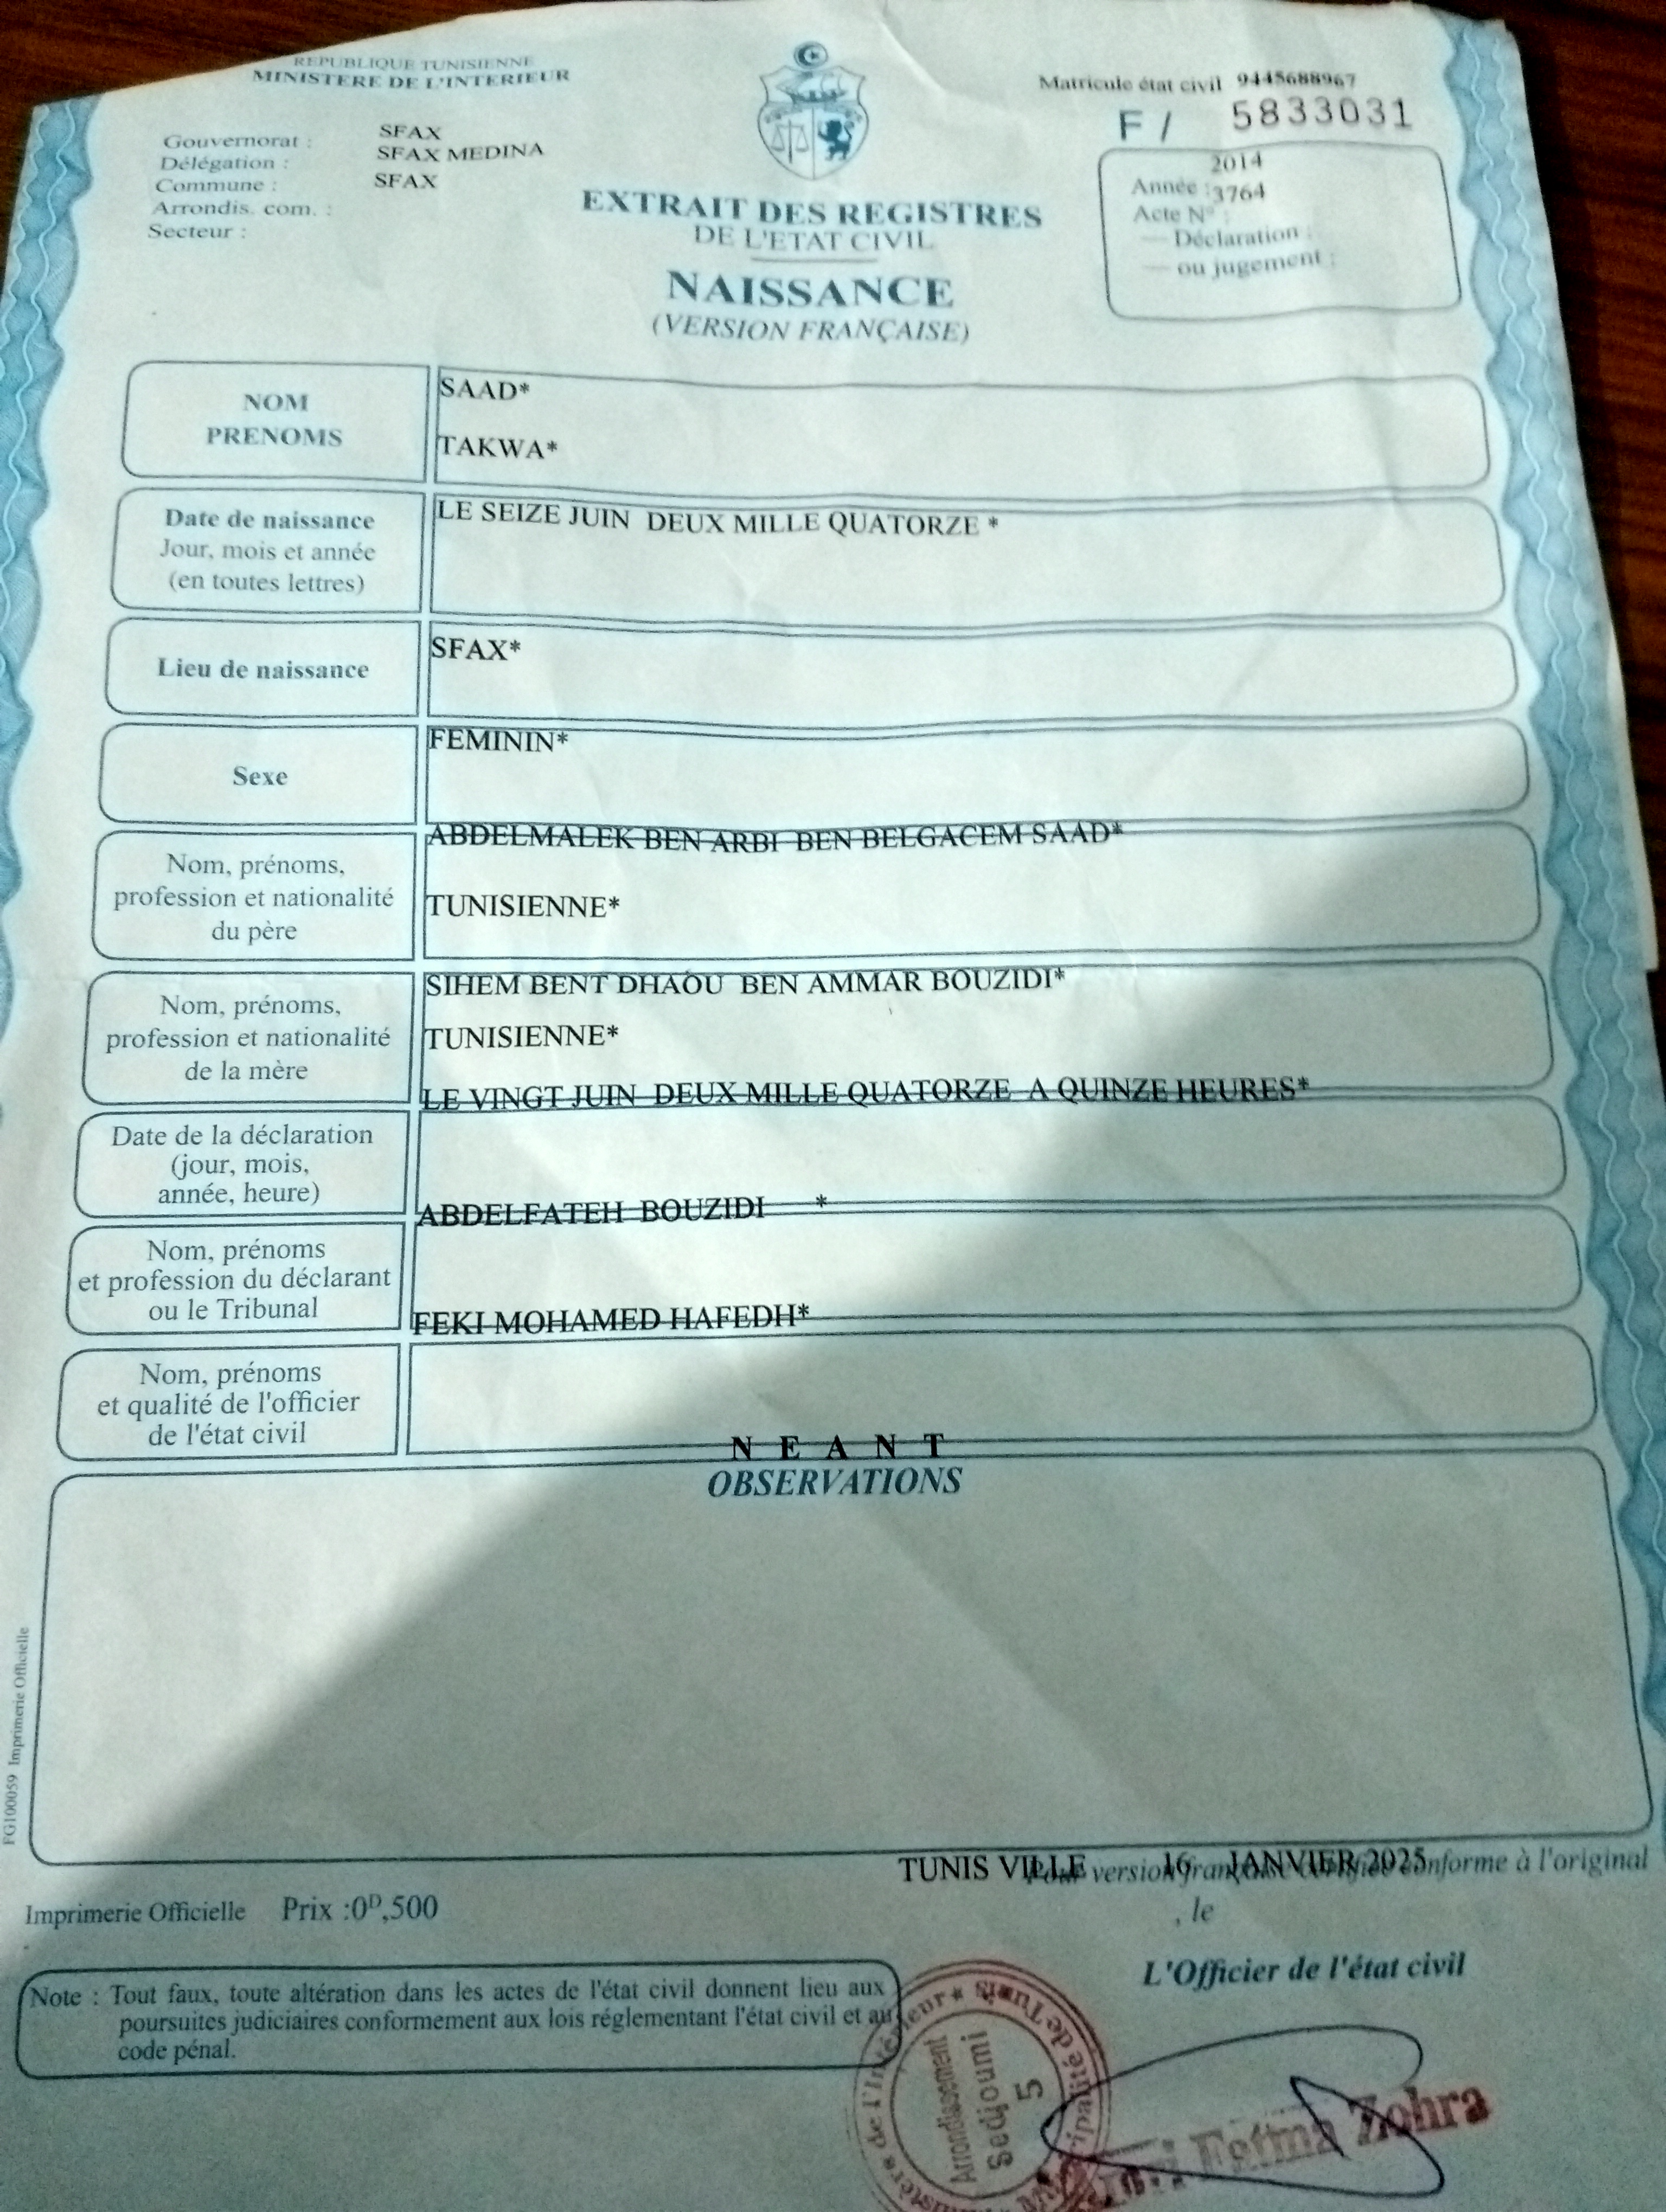 REPUBLIQUE TUNISIENNE
MINISTERE DE L'INTERIEUR
Matricule état civil 9445688967
F / 5833031
Gouvernorat : SFAX
Délégation : SFAX MEDINA
Commune : SFAX
Arrondis. com. :
Secteur :
2014
Année : 3764
Acte N° :
— Déclaration :
— ou jugement :
EXTRAIT DES REGISTRES
DE L'ETAT CIVIL
NAISSANCE
(VERSION FRANÇAISE)
NOM
PRENOMS
SAAD*
TAKWA*
Date de naissance
Jour, mois et année
(en toutes lettres)
LE SEIZE JUIN DEUX MILLE QUATORZE *
Lieu de naissance
SFAX*
Sexe
FEMININ*
Nom, prénoms,
profession et nationalité
du père
ABDELMALEK BEN ARBI BEN BELGACEM SAAD*
TUNISIENNE*
Nom, prénoms,
profession et nationalité
de la mère
SIHEM BENT DHAOU BEN AMMAR BOUZIDI*
TUNISIENNE*
LE VINGT JUIN DEUX MILLE QUATORZE A QUINZE HEURES*
Date de la déclaration
(jour, mois,
année, heure)
ABDELFATEH BOUZIDI *
Nom, prénoms
et profession du déclarant
ou le Tribunal
FEKI MOHAMED HAFEDH*
Nom, prénoms
et qualité de l'officier
de l'état civil
N E A N T
OBSERVATIONS
FG100059 Imprimerie Officielle
TUNIS VILLE 16 JANVIER 2025
Pour version française certifiée conforme à l'original
, le
Imprimerie Officielle Prix :0D,500
L'Officier de l'état civil
Note : Tout faux, toute altération dans les actes de l'état civil donnent lieu aux
poursuites judiciaires conformement aux lois réglementant l'état civil et au
code pénal.
de l'Intérieur * Municipalité de Tunis
Arrondissement
Sedjoumi
5
Fatma Zohra